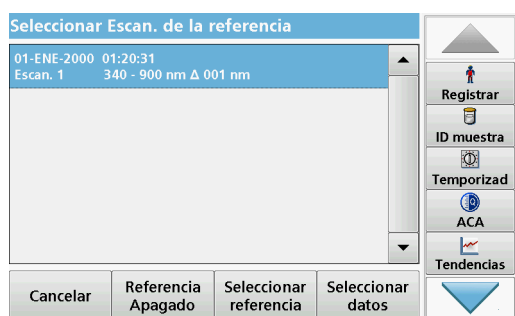 Seleccionar Escan. de la referencia
01-ENE-2000 01:20:31
Escan. 1 340 - 900 nm Δ 001 nm
Registrar
ID muestra
Temporizad
ACA
Tendencias
Cancelar
Referencia
Apagado
Seleccionar
referencia
Seleccionar
datos